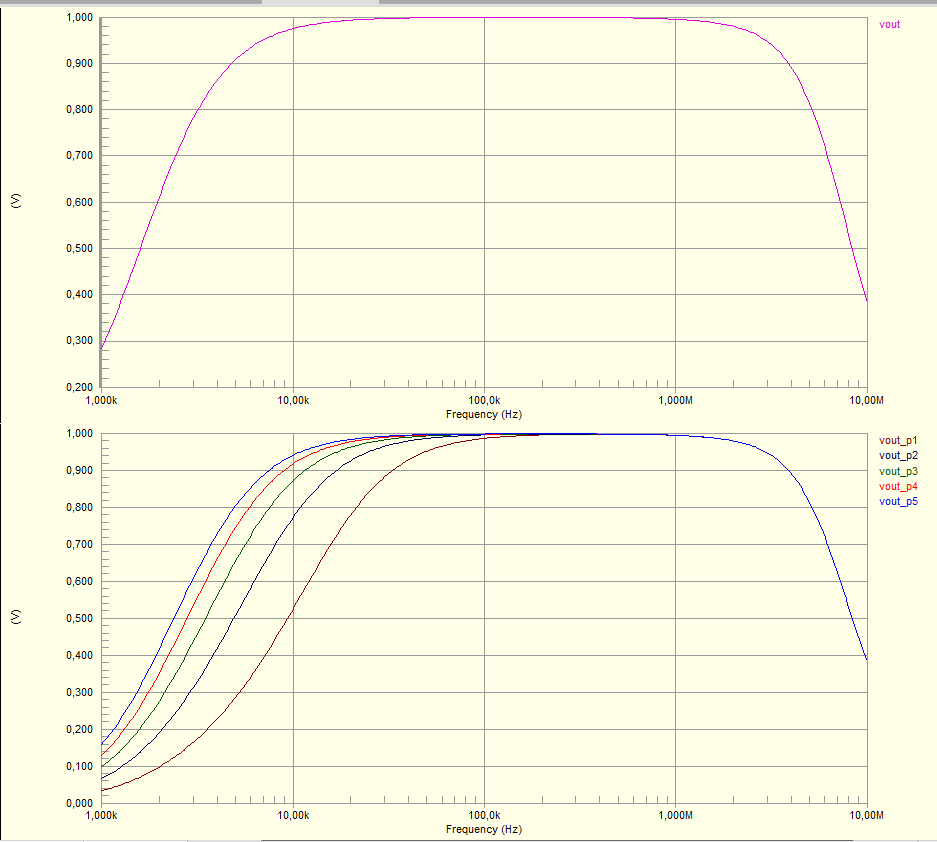 1,000
vout
0,900
0,800
0,700
(V)
0,600
0,500
0,400
0,300
0,200
1,000k 10,00k 100,0k 1,000M 10,00M
Frequency (Hz)
1,000
vout_p1
vout_p2
0,900
vout_p3
vout_p4
0,800
vout_p5
0,700
0,600
(V)
0,500
0,400
0,300
0,200
0,100
0,000
1,000k 10,00k 100,0k 1,000M 10,00M
Frequency (Hz)